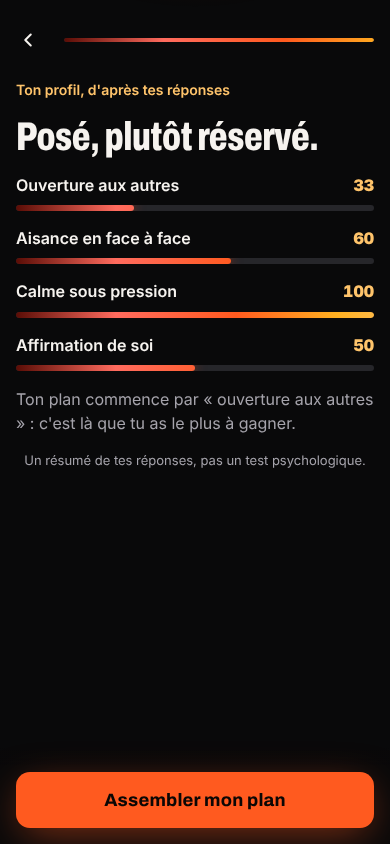 Ton profil, d'après tes réponses
Posé, plutôt réservé.
Ouverture aux autres 33
Aisance en face à face 60
Calme sous pression 100
Affirmation de soi 50
Ton plan commence par « ouverture aux autres
» : c'est là que tu as le plus à gagner.
Un résumé de tes réponses, pas un test psychologique.
Assembler mon plan